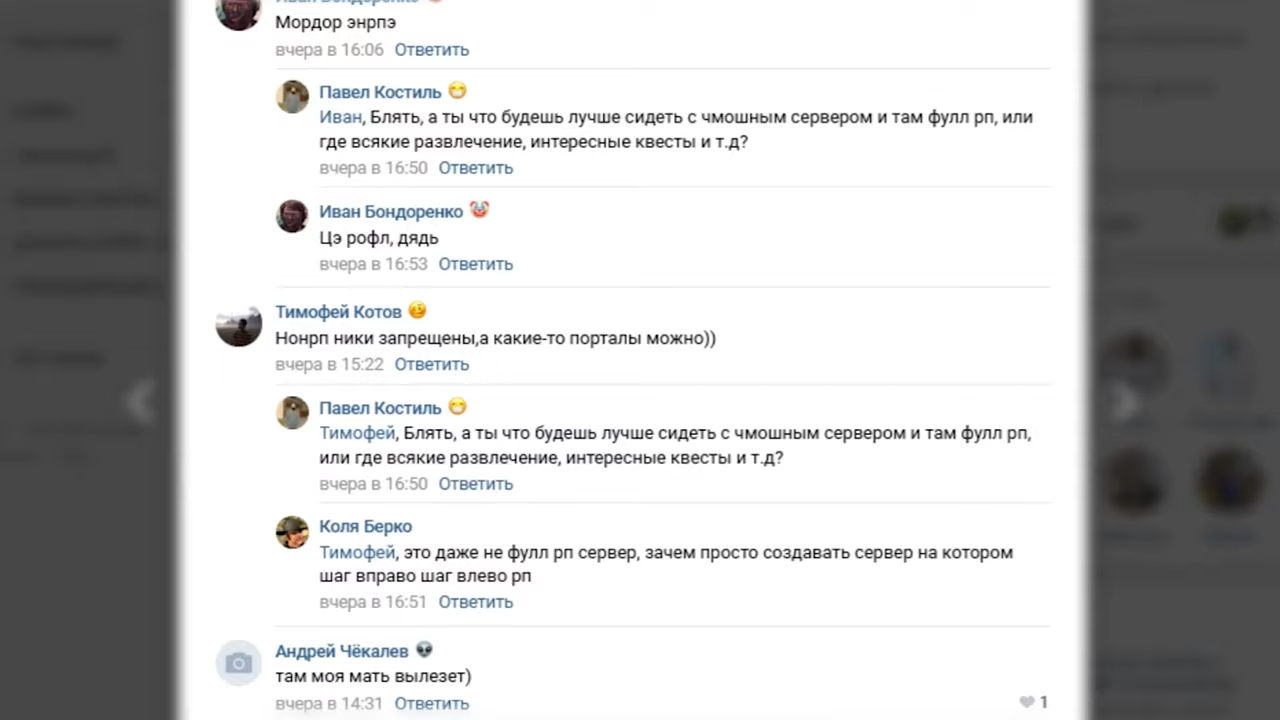 Иван Бондоренко
Мордор энрпэ
вчера в 16:06 Ответить
Павел Костиль
Иван, Блять, а ты что будешь лучше сидеть с чмошным сервером и там фулл рп, или
где всякие развлечение, интересные квесты и т.д?
вчера в 16:50 Ответить
Иван Бондоренко
Цэ рофл, дядь
вчера в 16:53 Ответить
Тимофей Котов
Нонрп ники запрещены,а какие-то порталы можно))
вчера в 15:22 Ответить
Павел Костиль
Тимофей, Блять, а ты что будешь лучше сидеть с чмошным сервером и там фулл рп,
или где всякие развлечение, интересные квесты и т.д?
вчера в 16:50 Ответить
Коля Берко
Тимофей, это даже не фулл рп сервер, зачем просто создавать сервер на котором
шаг вправо шаг влево рп
вчера в 16:51 Ответить
Андрей Чёкалев
там моя мать вылезет)
вчера в 14:31 Ответить
1